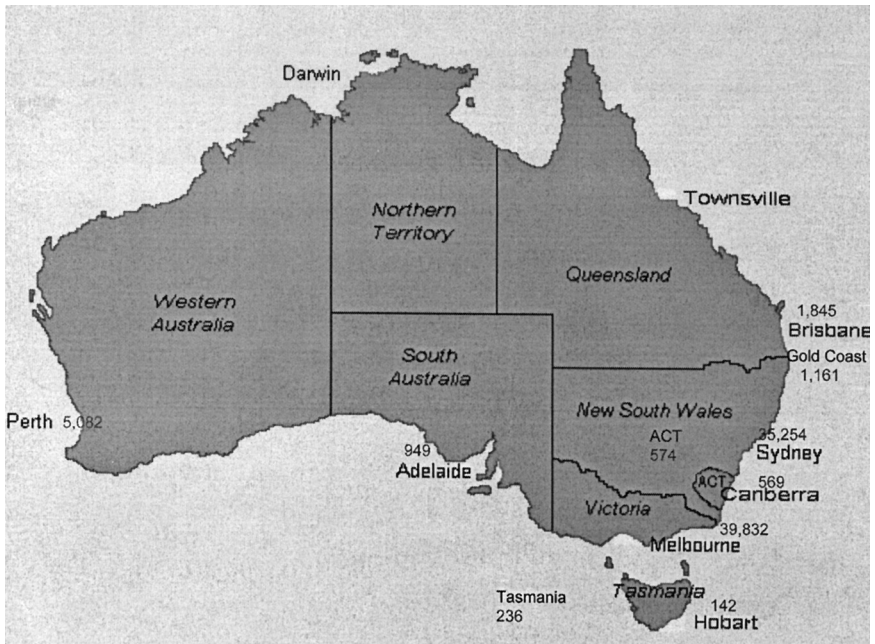 Darwin
Townsville
Northern
Territory
Queensland
Western
Australia
1,845
Brisbane
South
Australia
Gold Coast
1,161
New South Wales
Perth 5,082
ACT
574
35,254
Sydney
949
Adelaide
ACT
569
Canberra
Victoria
39,832
Melbourne
Tasmania
236
Tasmania
142
Hobart